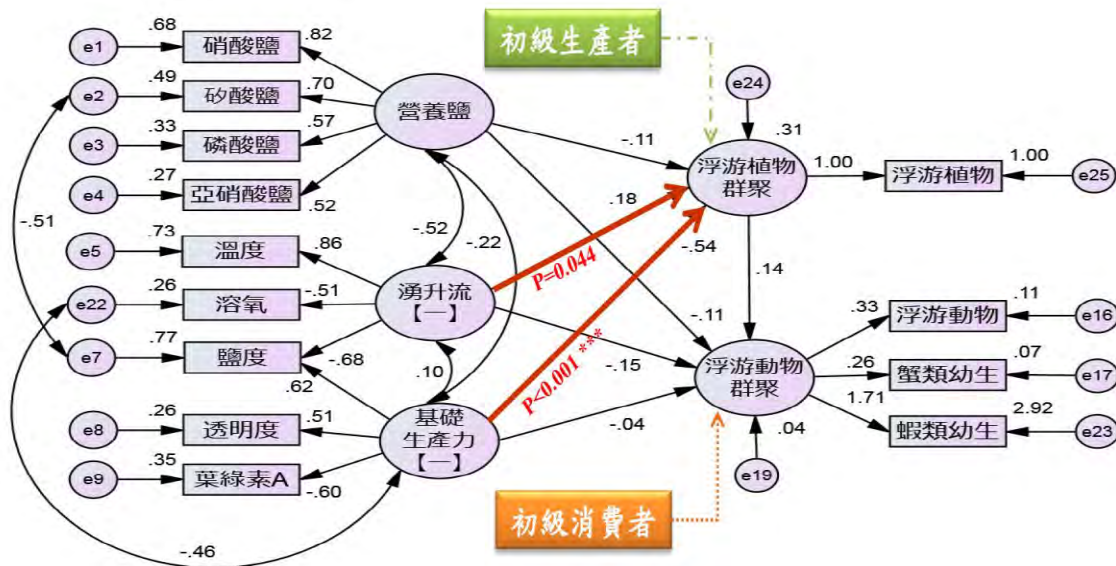 初級生產者
e1
.68
硝酸鹽
.82
e2
.49
矽酸鹽
.70
營養鹽
e24
e3
.33
磷酸鹽
.57
-.11
.31
浮游植物
群聚
1.00
浮游植物
1.00
e25
e4
.27
亞硝酸鹽
.52
-.51
.18
-.52
-.22
-.54
e5
.73
溫度
.86
P=0.044
.14
e22
.26
溶氧
-.51
湧升流
【一】
-.11
.33
浮游動物
.11
e16
e7
.77
鹽度
-.68
.62
.10
P<0.001 ***
-.15
浮游動物
群聚
.26
蟹類幼生
.07
e17
e8
.26
透明度
.51
基礎
生產力
【一】
-.04
1.71
蝦類幼生
2.92
e23
.04
e9
.35
葉綠素A
-.60
e19
初級消費者
-.46